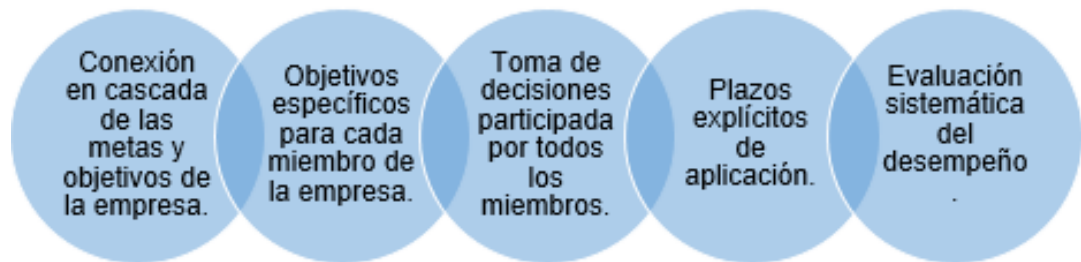 Conexión
en cascada
de las
metas y
objetivos de
la empresa.
Objetivos
específicos
para cada
miembro de
la empresa.
Toma de
decisiones
participada
por todos
los
miembros.
Plazos
explícitos
de
aplicación.
Evaluación
sistemática
del
desempeño
.